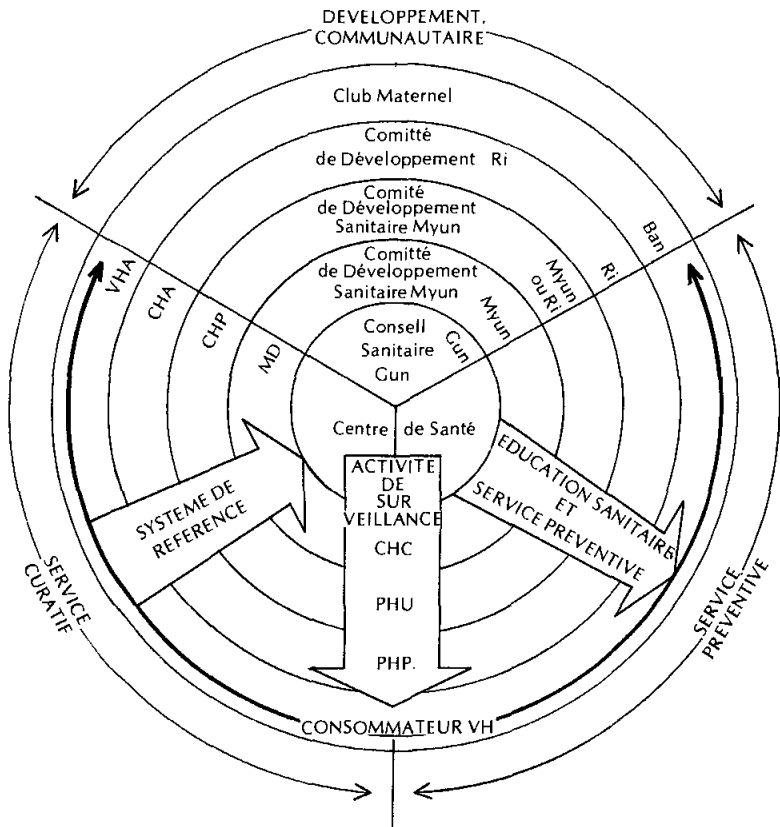 DEVELOPPEMENT.
COMMUNAUTAIRE
Club Maternel
Comitté
de Développement Ri
Comité
de Développement
Sanitaire Myun
Comitté
de Développement
Sanitaire Myun
Consell
Sanitaire
Gun
VHA
CHA
CHP
MD
Gun
Myun
Myun
ou Ri
Ri
Ban
Centre de Santé
ACTIVITE
DE
SUR
VEILLANCE
CHC
PHU
PHP.
SYSTEME DE
REFERENCE
EDUCATION SANITAIRE
ET
SERVICE PREVENTIVE
SERVICE
CURATIF
SERVICE
PREVENTIVE
CONSOMMATEUR VH